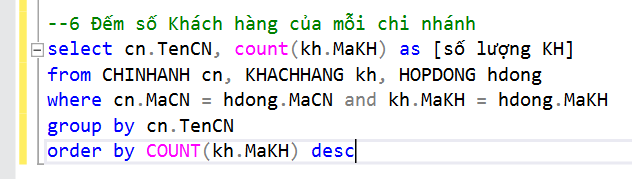 --6 Đếm số Khách hàng của mỗi chi nhánh
select cn.TenCN, count(kh.MaKH) as [số lượng KH]
from CHINHANH cn, KHACHHANG kh, HOPDONG hdong
where cn.MaCN = hdong.MaCN and kh.MaKH = hdong.MaKH
group by cn.TenCN
order by COUNT(kh.MaKH) desc